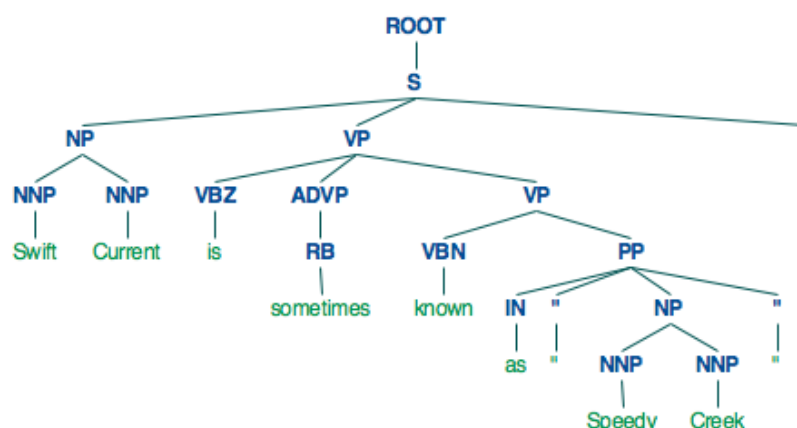 ROOT
S
NP VP
NNP NNP VBZ ADVP VP
Swift Current is RB VBN PP
sometimes known IN " NP "
as " NNP NNP "
Speedy Creek